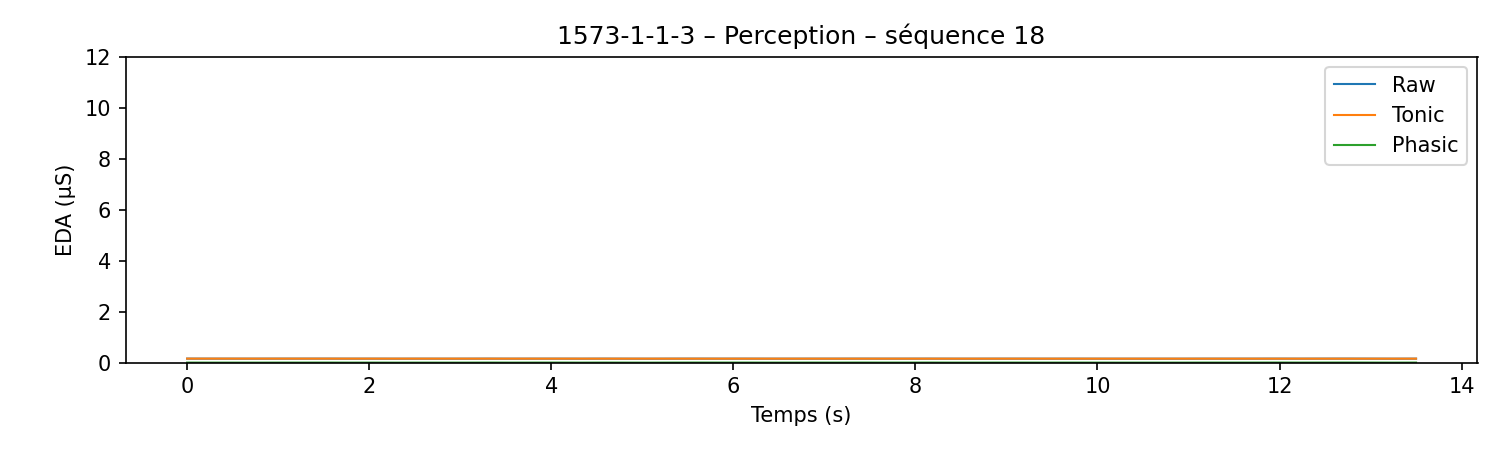 1573-1-1-3 – Perception – séquence 18
12
10
8
6
4
2
0
EDA (µS)
Raw
Tonic
Phasic
0 2 4 6 8 10 12 14
Temps (s)